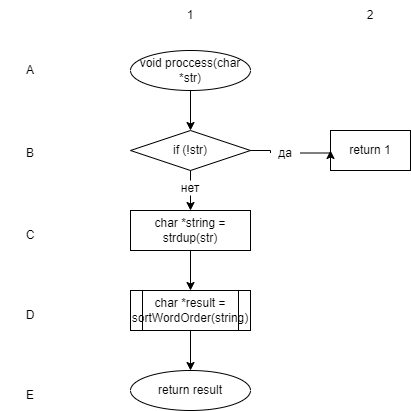 1
2
A
void proccess(char
*str)
B
if (!str)
да
return 1
нет
C
char *string =
strdup(str)
D
char *result =
sortWordOrder(string)
E
return result